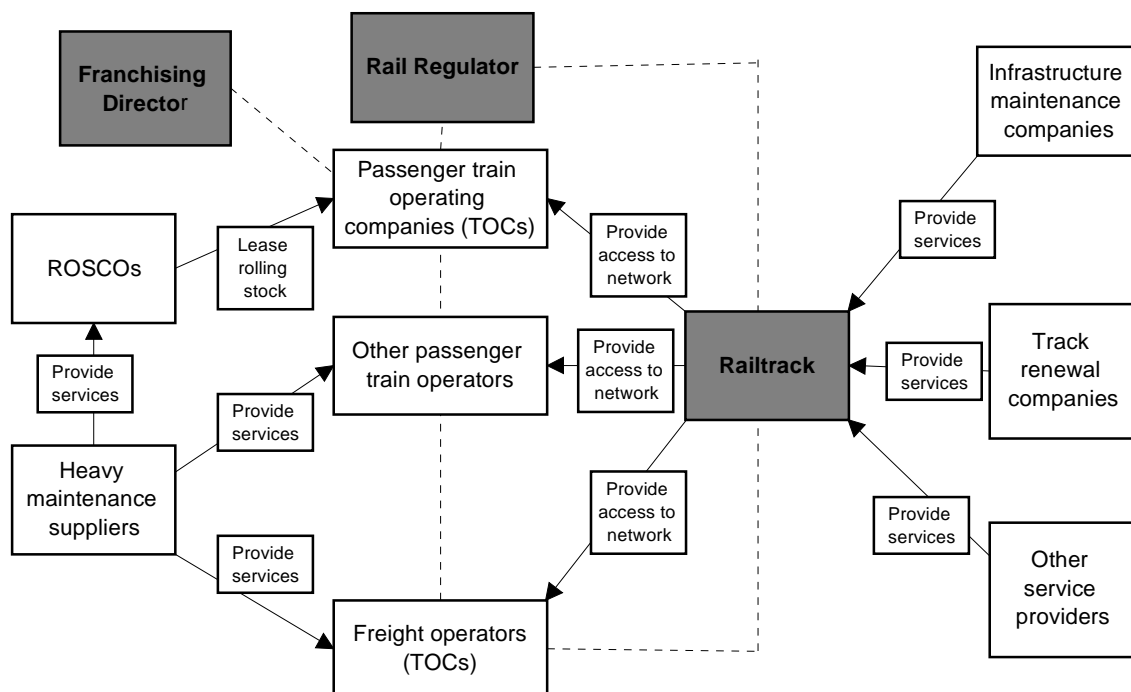 Franchising
Director
Rail Regulator
Infrastructure
maintenance
companies
Passenger train
operating
companies (TOCs)
ROSCOs
Lease
rolling
stock
Provide
access to
network
Provide
services
Other passenger
train operators
Provide
access to
network
Railtrack
Provide
services
Track
renewal
companies
Provide
services
Provide
services
Heavy
maintenance
suppliers
Provide
access to
network
Provide
services
Provide
services
Other
service
providers
Freight operators
(TOCs)